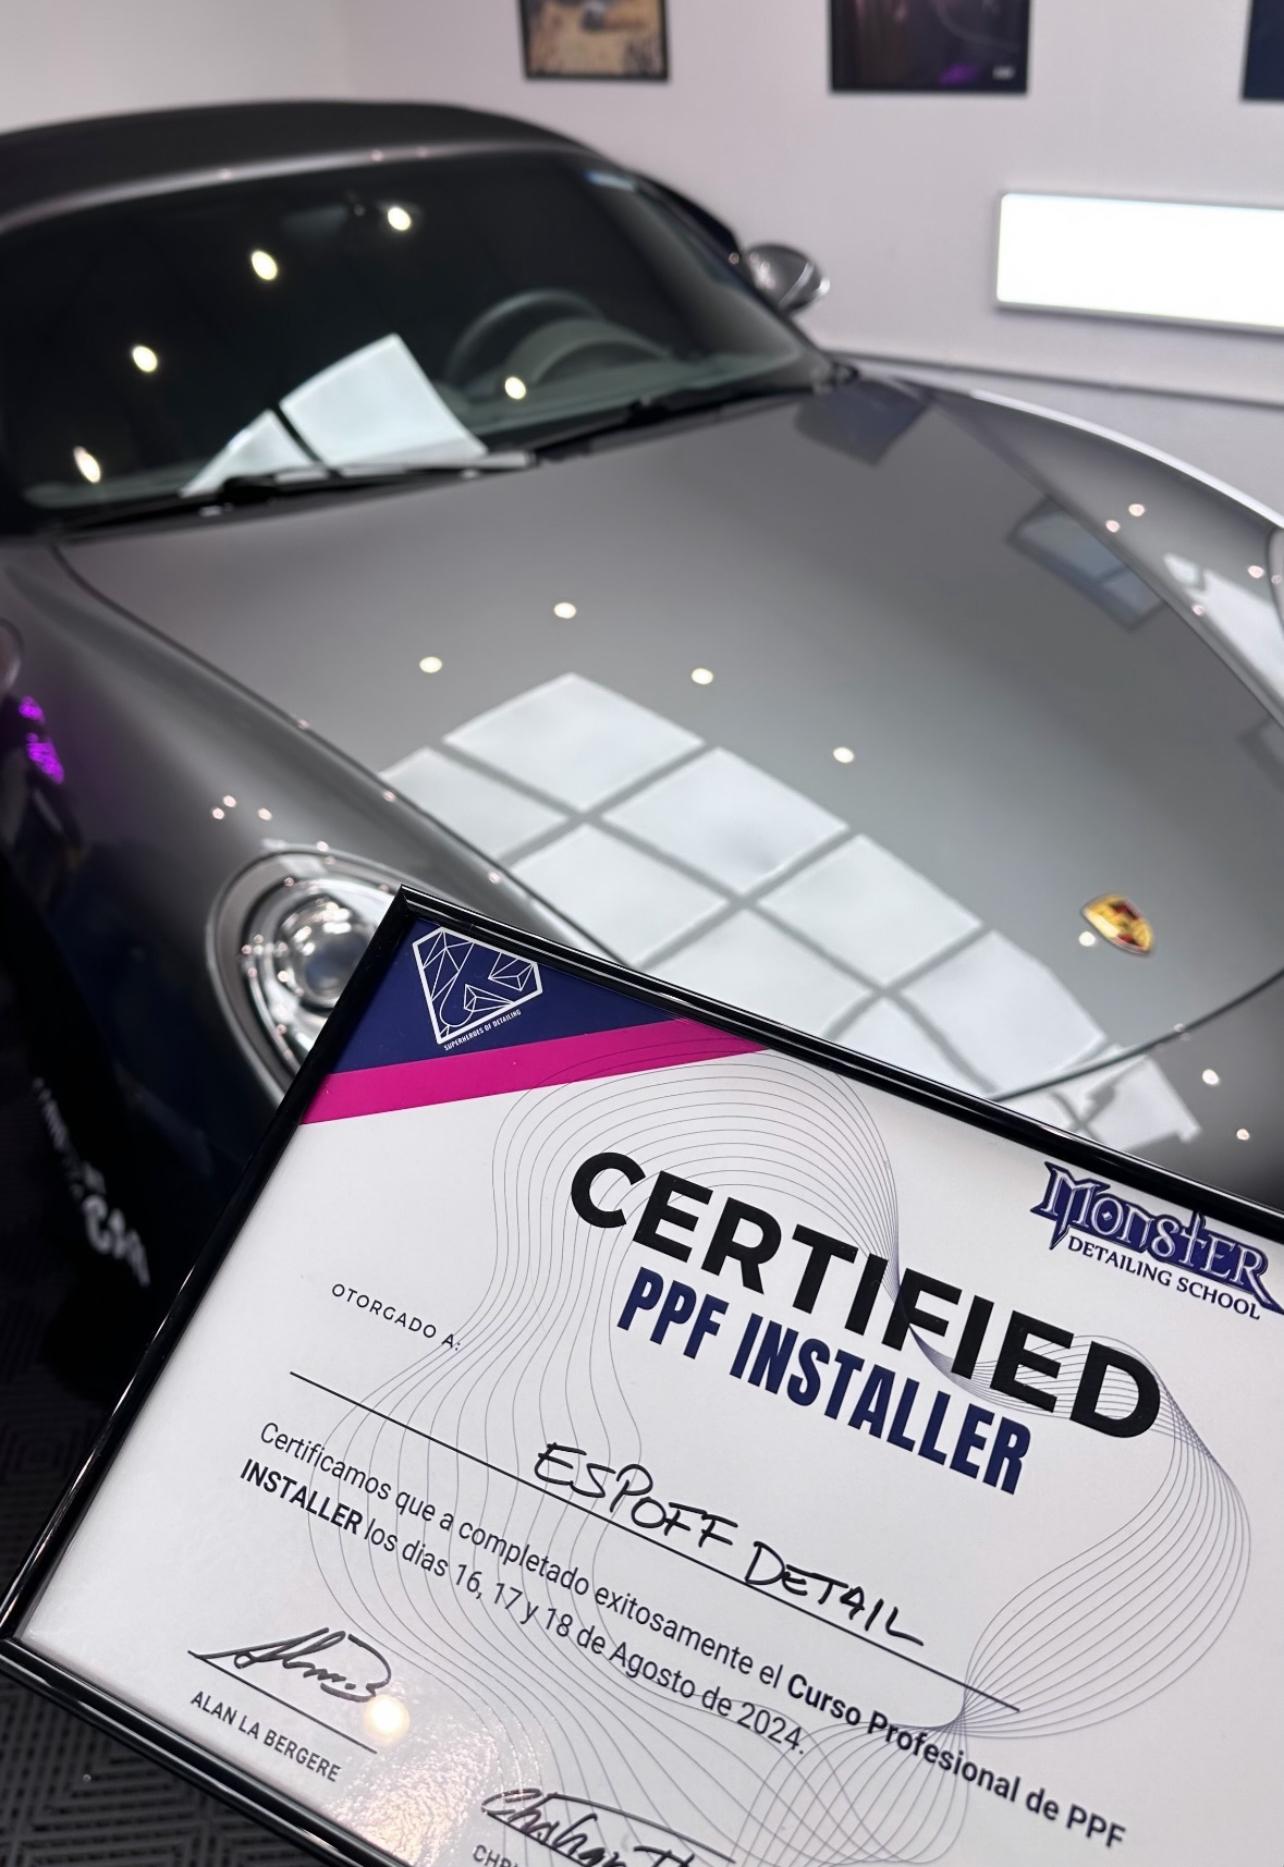 SUPERHEROES OF DETAILING
MONSTER
DETAILING SCHOOL
CERTIFIED
PPF INSTALLER
OTORGADO A:
ESPOFF DETAIL
Certificamos que a completado exitosamente el Curso Profesional de PPF
INSTALLER los dias 16, 17 y 18 de Agosto de 2024.
ALAN LA BERGERE